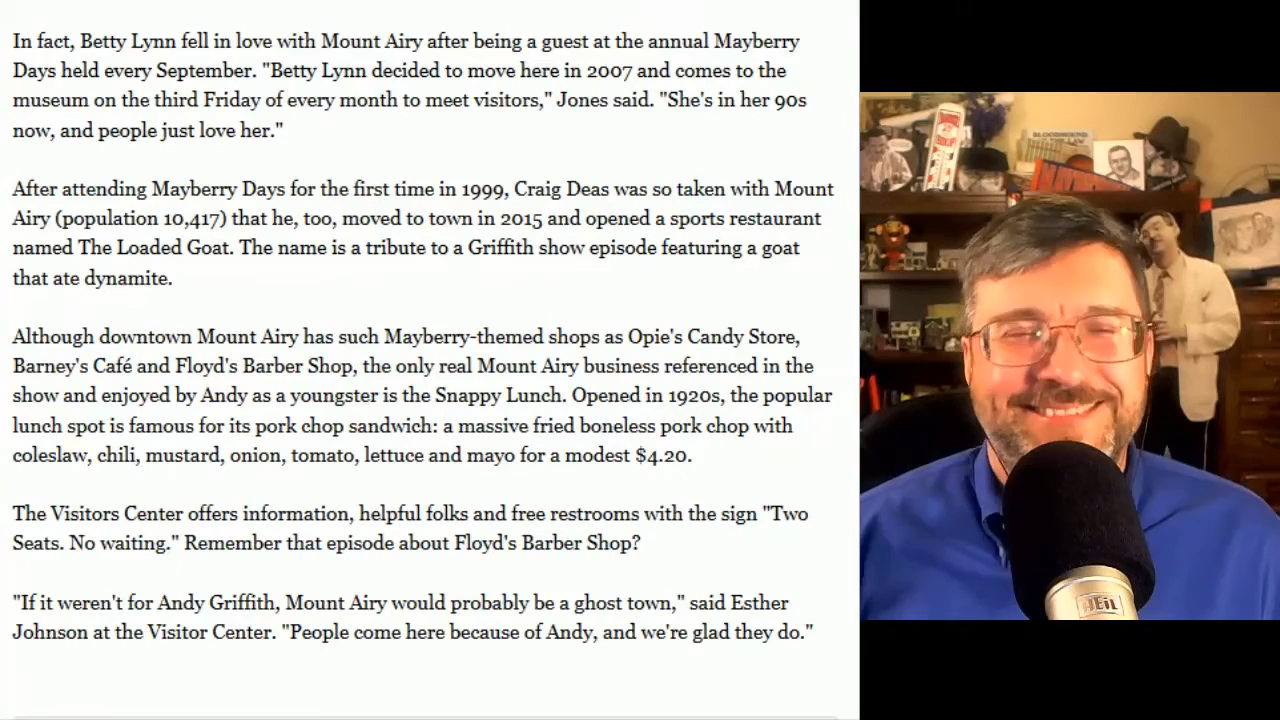 In fact, Betty Lynn fell in love with Mount Airy after being a guest at the annual Mayberry
Days held every September. "Betty Lynn decided to move here in 2007 and comes to the
museum on the third Friday of every month to meet visitors," Jones said. "She's in her 90s
now, and people just love her."
After attending Mayberry Days for the first time in 1999, Craig Deas was so taken with Mount
Airy (population 10,417) that he, too, moved to town in 2015 and opened a sports restaurant
named The Loaded Goat. The name is a tribute to a Griffith show episode featuring a goat
that ate dynamite.
Although downtown Mount Airy has such Mayberry-themed shops as Opie's Candy Store,
Barney's Café and Floyd's Barber Shop, the only real Mount Airy business referenced in the
show and enjoyed by Andy as a youngster is the Snappy Lunch. Opened in 1920s, the popular
lunch spot is famous for its pork chop sandwich: a massive fried boneless pork chop with
coleslaw, chili, mustard, onion, tomato, lettuce and mayo for a modest $4.20.
The Visitors Center offers information, helpful folks and free restrooms with the sign "Two
Seats. No waiting." Remember that episode about Floyd's Barber Shop?
"If it weren't for Andy Griffith, Mount Airy would probably be a ghost town," said Esther
Johnson at the Visitor Center. "People come here because of Andy, and we're glad they do."
HEiL